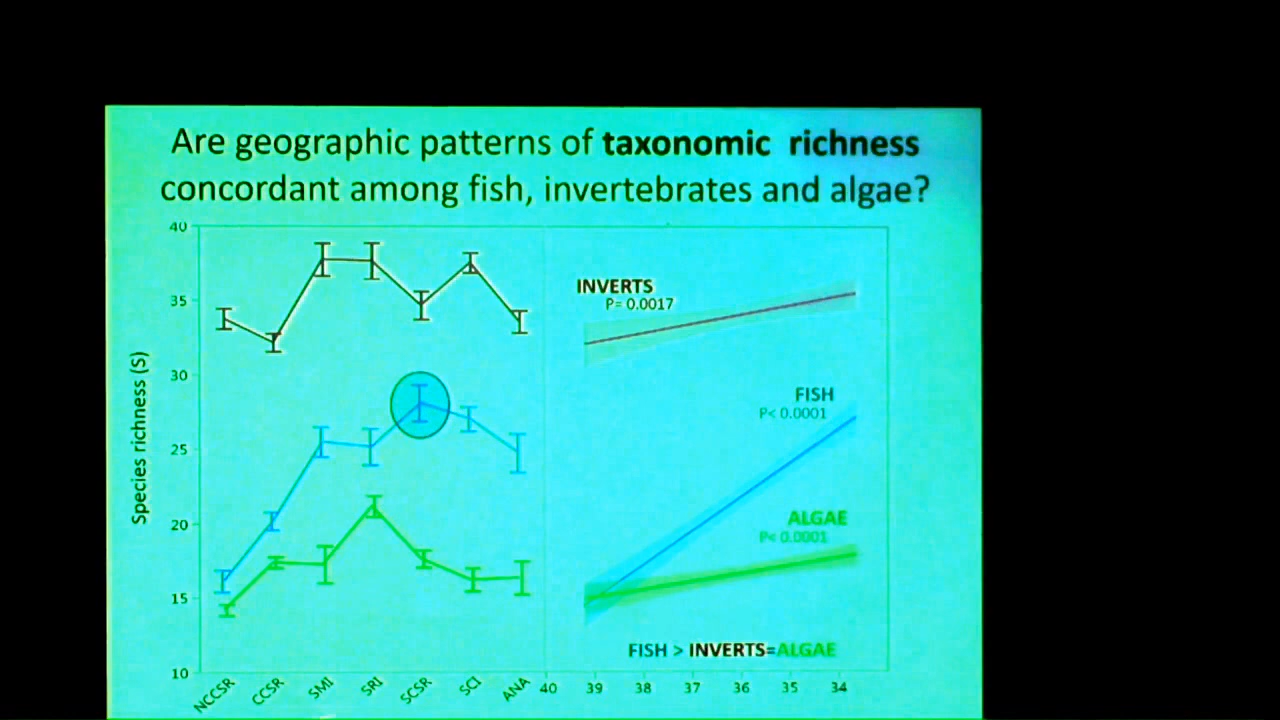 Are geographic patterns of taxonomic richness
concordant among fish, invertebrates and algae?
Species richness (S)
40
35
30
25
20
15
10
INVERTS
P= 0.0017
FISH
P< 0.0001
ALGAE
P< 0.0001
FISH > INVERTS=ALGAE
NCCSR CCSR SMI SRI SCSR SCI ANA 40 39 38 37 36 35 34